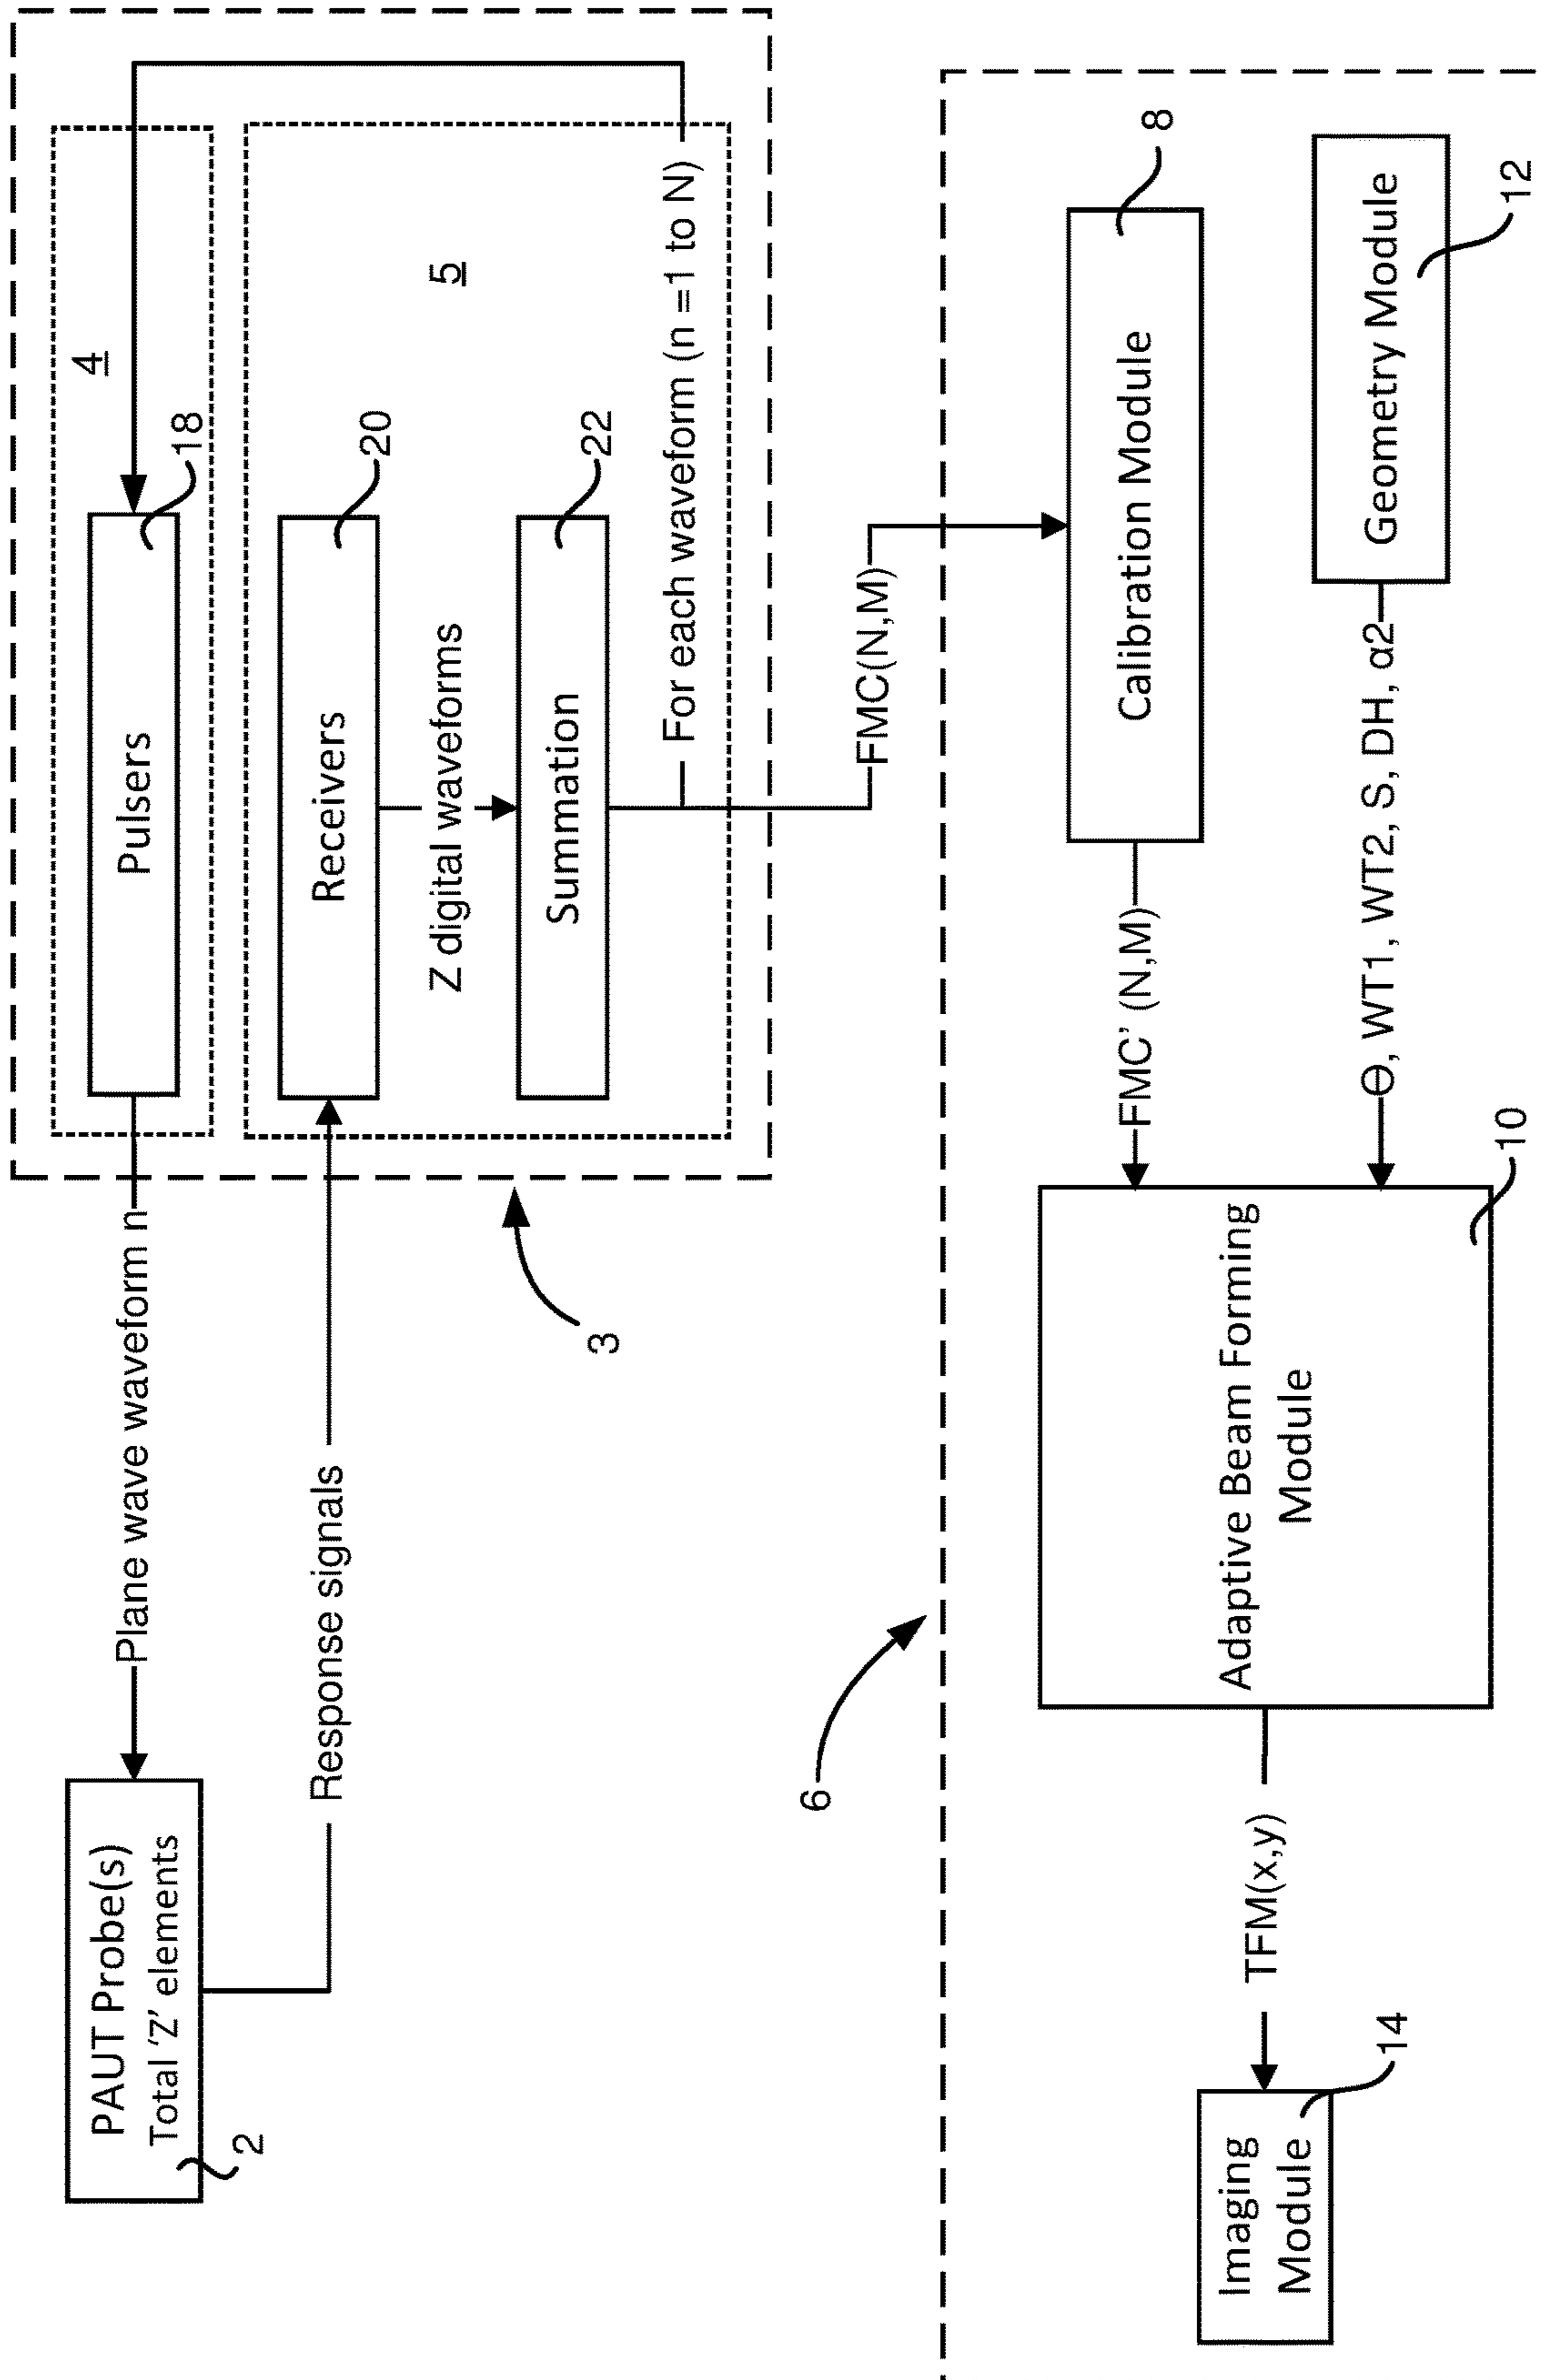 PAUT Probe(s)
Total ‘Z’ elements
2
Plane wave waveform n
Pulsers
18
4
Response signals
Receivers
20
Z digital waveforms
5
Summation
22
For each waveform (n =1 to N)
3
FMC(N,M)
6
Calibration Module
8
FMC’ (N,M)
Adaptive Beam Forming
Module
10
Geometry Module
12
Ɵ, WT1, WT2, S, DH, α2
TFM(x,y)
Imaging
Module
14